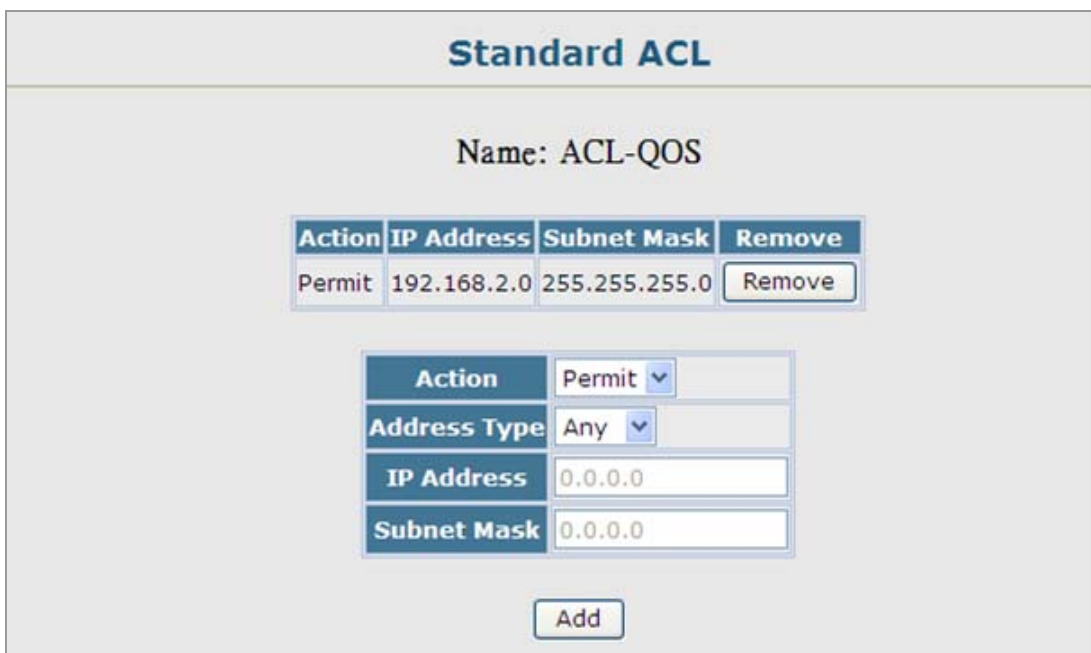 Standard ACL
Name: ACL-QOS
Action IP Address Subnet Mask Remove
Permit 192.168.2.0 255.255.255.0 Remove
Action Permit
Address Type Any
IP Address 0.0.0.0
Subnet Mask 0.0.0.0
Add